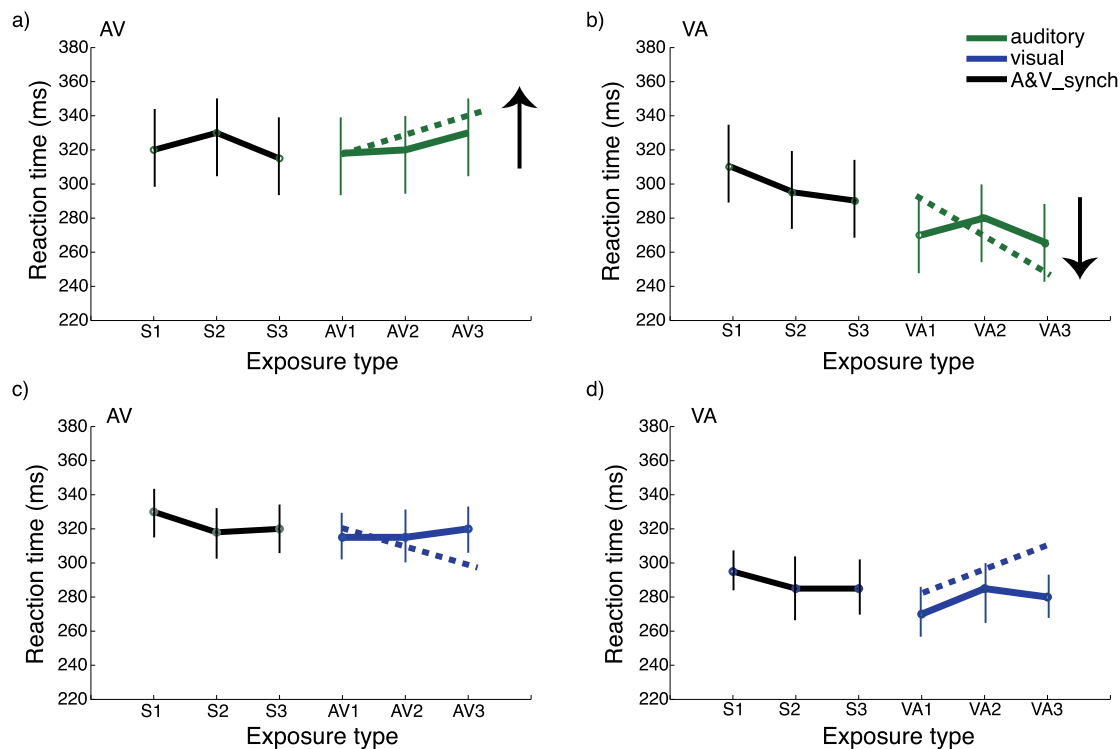 a)
AV
380
360
340
320
300
280
260
240
220
Reaction time (ms)
S1 S2 S3 AV1 AV2 AV3
Exposure type
b)
VA
auditory
visual
A&V_synch
380
360
340
320
300
280
260
240
220
Reaction time (ms)
S1 S2 S3 VA1 VA2 VA3
Exposure type
c)
AV
380
360
340
320
300
280
260
240
220
Reaction time (ms)
S1 S2 S3 AV1 AV2 AV3
Exposure type
d)
VA
380
360
340
320
300
280
260
240
220
Reaction time (ms)
S1 S2 S3 VA1 VA2 VA3
Exposure type